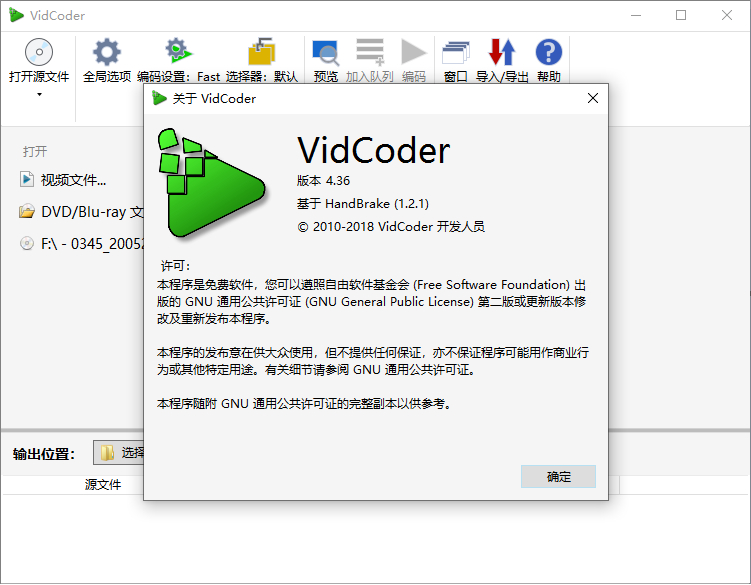 VidCoder
打开源文件 全局选项 编码设置：Fast 选择器：默认 预览 加入队列 编码 窗口 导入/导出 帮助
关于 VidCoder
打开
视频文件...
DVD/Blu-ray 文
F:\ - 0345_2005
VidCoder
版本 4.36
基于 HandBrake (1.2.1)
© 2010-2018 VidCoder 开发人员
许可：
本程序是免费软件，您可以遵照自由软件基金会 (Free Software Foundation) 出
版的 GNU 通用公共许可证 (GNU General Public License) 第二版或更新版本修
改及重新发布本程序。
本程序的发布意在供大众使用，但不提供任何保证，亦不保证程序可能用作商业行
为或其他特定用途。有关细节请参阅 GNU 通用公共许可证。
本程序随附 GNU 通用公共许可证的完整副本以供参考。
确定
输出位置： 选择
源文件